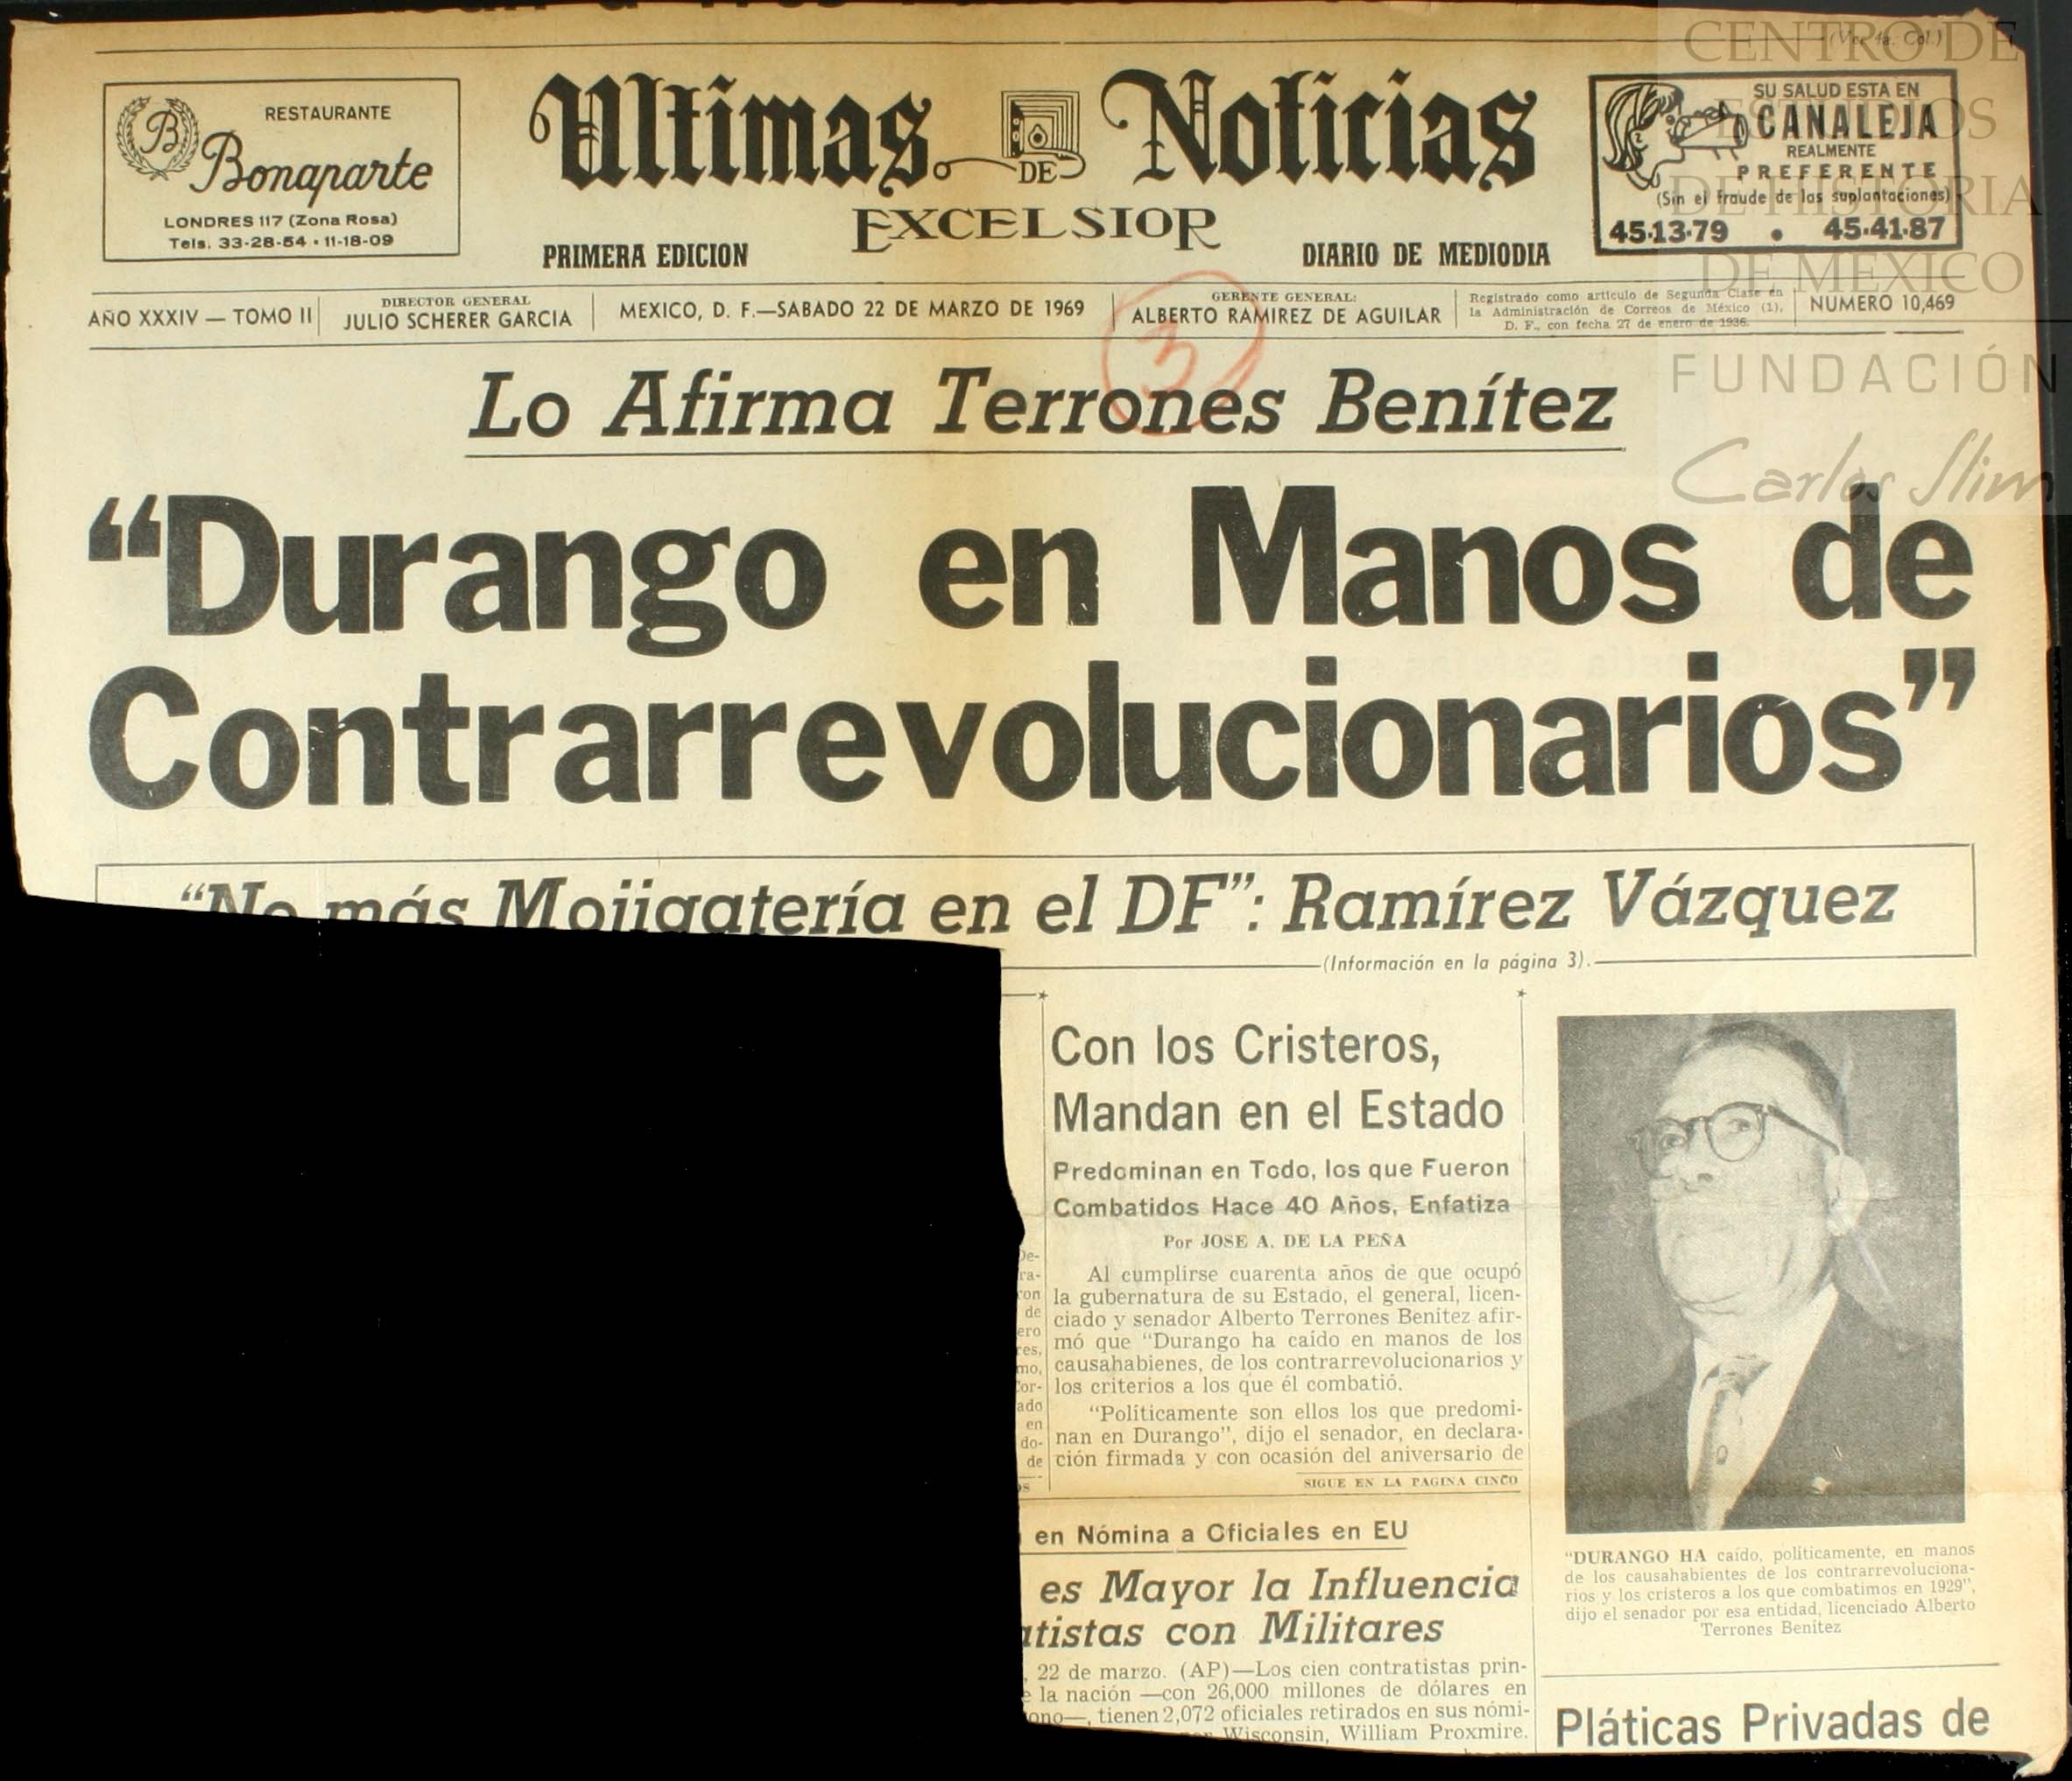 (Ver 4a. Col.)
RESTAURANTE
B
Bonaparte
LONDRES 117 (Zona Rosa)
Tels. 33-28-54 • 11-18-09
Ultimas Noticias
DE
EXCELSIOR
PRIMERA EDICION
DIARIO DE MEDIODIA
SU SALUD ESTA EN
CANALEJA
REALMENTE
PREFERENTE
(Sin el fraude de las suplantaciones)
45-13-79 • 45-41-87
AÑO XXXIV — TOMO II
DIRECTOR GENERAL
JULIO SCHERER GARCIA
MEXICO, D. F.—SABADO 22 DE MARZO DE 1969
GERENTE GENERAL:
ALBERTO RAMIREZ DE AGUILAR
Registrado como artículo de Segunda Clase en
la Administración de Correos de México (1),
D. F., con fecha 27 de enero de 1936.
NUMERO 10,469
3
CENTRO DE
ESTUDIOS
DE HISTORIA
DE MEXICO
FUNDACIÓN
Carlos Slim
Lo Afirma Terrones Benítez
“Durango en Manos de
Contrarrevolucionarios”
“No más Mojigatería en el DF”: Ramírez Vázquez
(Información en la página 3).
Con los Cristeros,
Mandan en el Estado
Predominan en Todo, los que Fueron
Combatidos Hace 40 Años, Enfatiza
Por JOSE A. DE LA PEÑA
Al cumplirse cuarenta años de que ocupó
la gubernatura de su Estado, el general, licen-
ciado y senador Alberto Terrones Benítez afir-
mó que “Durango ha caído en manos de los
causahabienes, de los contrarrevolucionarios y
los criterios a los que él combatió.
“Políticamente son ellos los que predomi-
nan en Durango”, dijo el senador, en declara-
ción firmada y con ocasión del aniversario de
SIGUE EN LA PAGINA CINCO
en Nómina a Oficiales en EU
es Mayor la Influencia
tistas con Militares
22 de marzo. (AP)—Los cien contratistas prin-
la nación —con 26,000 millones de dólares en
ono—, tienen 2,072 oficiales retirados en sus nómi-
Wisconsin, William Proxmire.
“DURANGO HA caído, políticamente, en manos
de los causahabientes de los contrarrevoluciona-
rios y los cristeros a los que combatimos en 1929”,
dijo el senador por esa entidad, licenciado Alberto
Terrones Benítez
Pláticas Privadas de